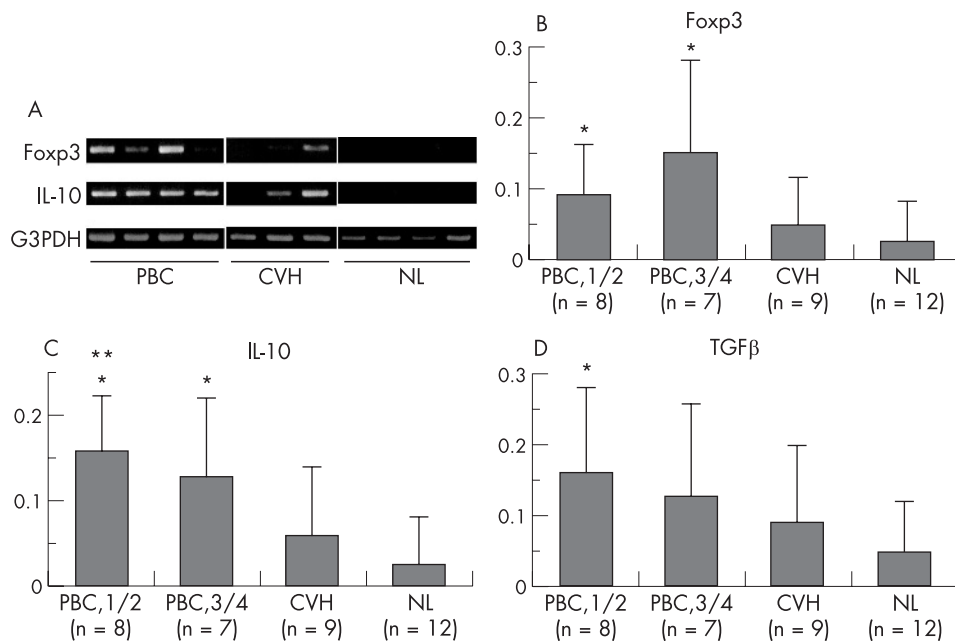 A
Foxp3
IL-10
G3PDH
PBC CVH NL
B Foxp3
0.3
0.2
0.1
0
* *
PBC,1/2 PBC,3/4 CVH NL
(n = 8) (n = 7) (n = 9) (n = 12)
C IL-10
0.2
0.1
0
**
* *
PBC,1/2 PBC,3/4 CVH NL
(n = 8) (n = 7) (n = 9) (n = 12)
D TGFβ
0.3
0.2
0.1
0
*
PBC,1/2 PBC,3/4 CVH NL
(n = 8) (n = 7) (n = 9) (n = 12)